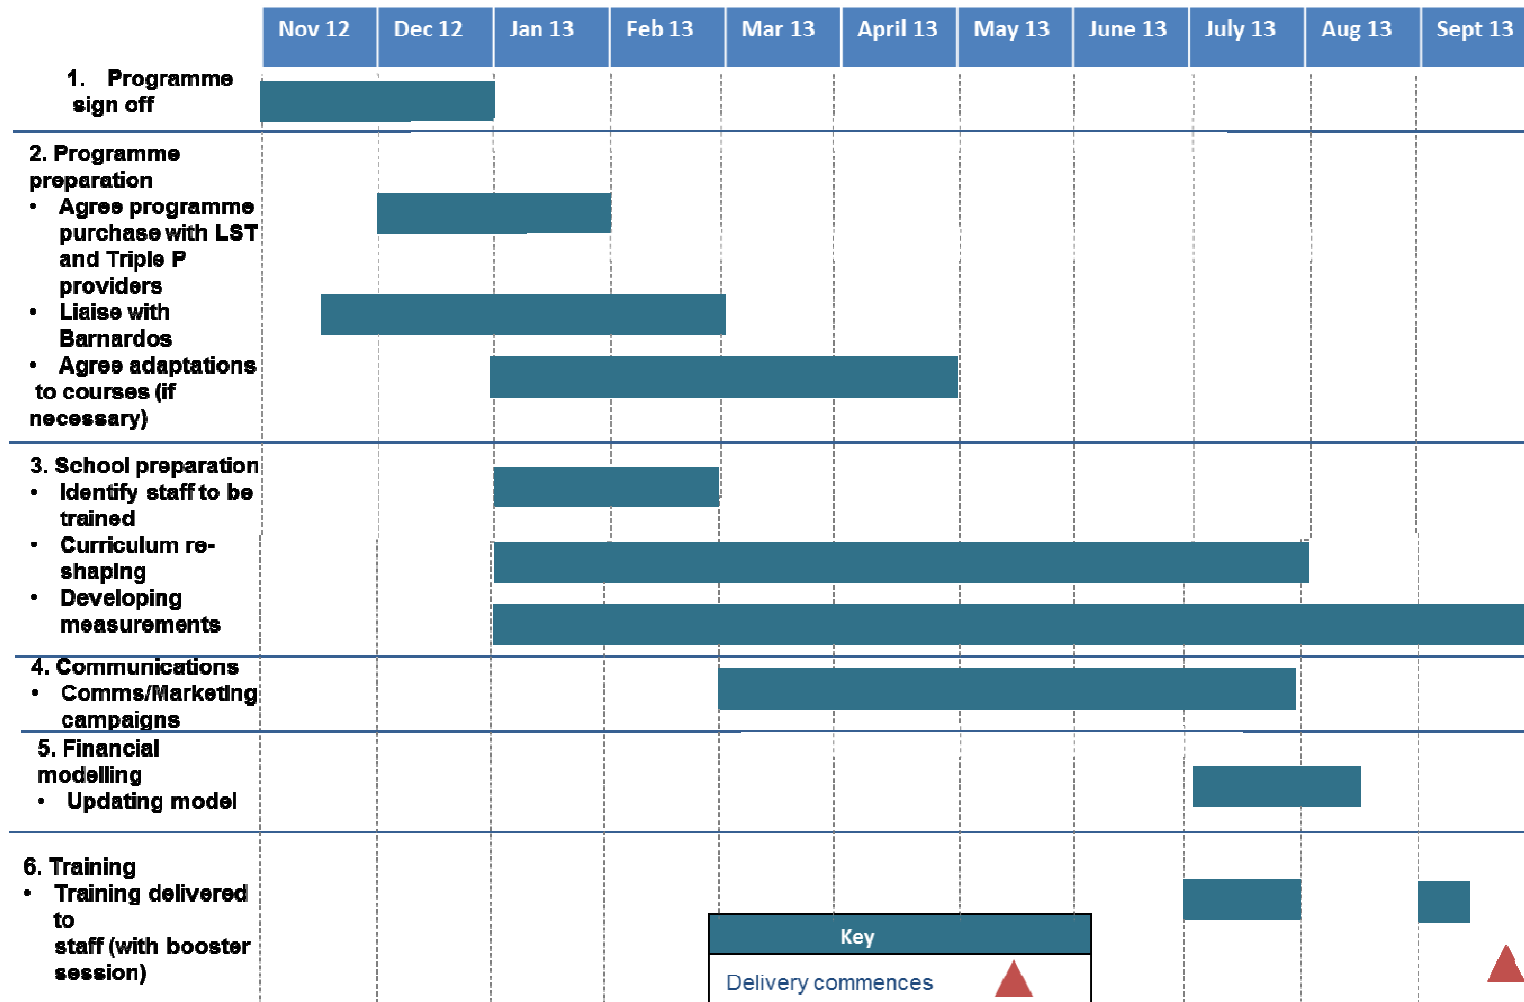 Nov 12 Dec 12 Jan 13 Feb 13 Mar 13 April 13 May 13 June 13 July 13 Aug 13 Sept 13
1. Programme
sign off
2. Programme
preparation
• Agree programme
purchase with LST
and Triple P
providers
• Liaise with
Barnardos
• Agree adaptations
to courses (if
necessary)
3. School preparation
• Identify staff to be
trained
• Curriculum re-
shaping
• Developing
measurements
4. Communications
• Comms/Marketing
campaigns
5. Financial
modelling
• Updating model
6. Training
• Training delivered
to
staff (with booster
session)
Key
Delivery commences